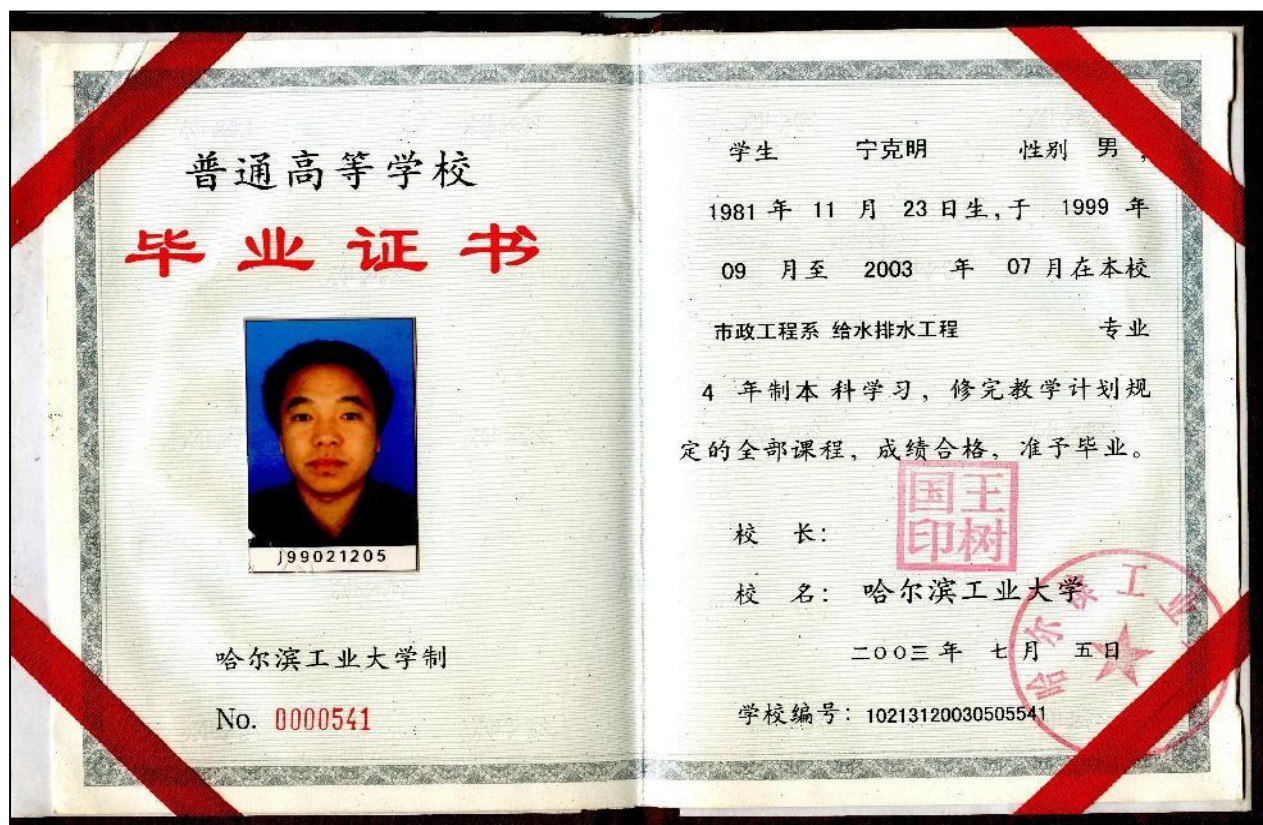 普通高等学校
毕业证书
J99021205
哈尔滨工业大学制
No. 0000541
学生 宁克明 性别 男,
1981 年 11 月 23 日生,于 1999 年
09 月至 2003 年 07 月在本校
市政工程系 给水排水工程 专业
4 年制本科学习，修完教学计划规
定的全部课程，成绩合格，准予毕业。
王树国印
校 长：
校 名：哈尔滨工业大学
二〇〇三年 七月 五日
学校编号：10213120030505541
哈尔滨工业